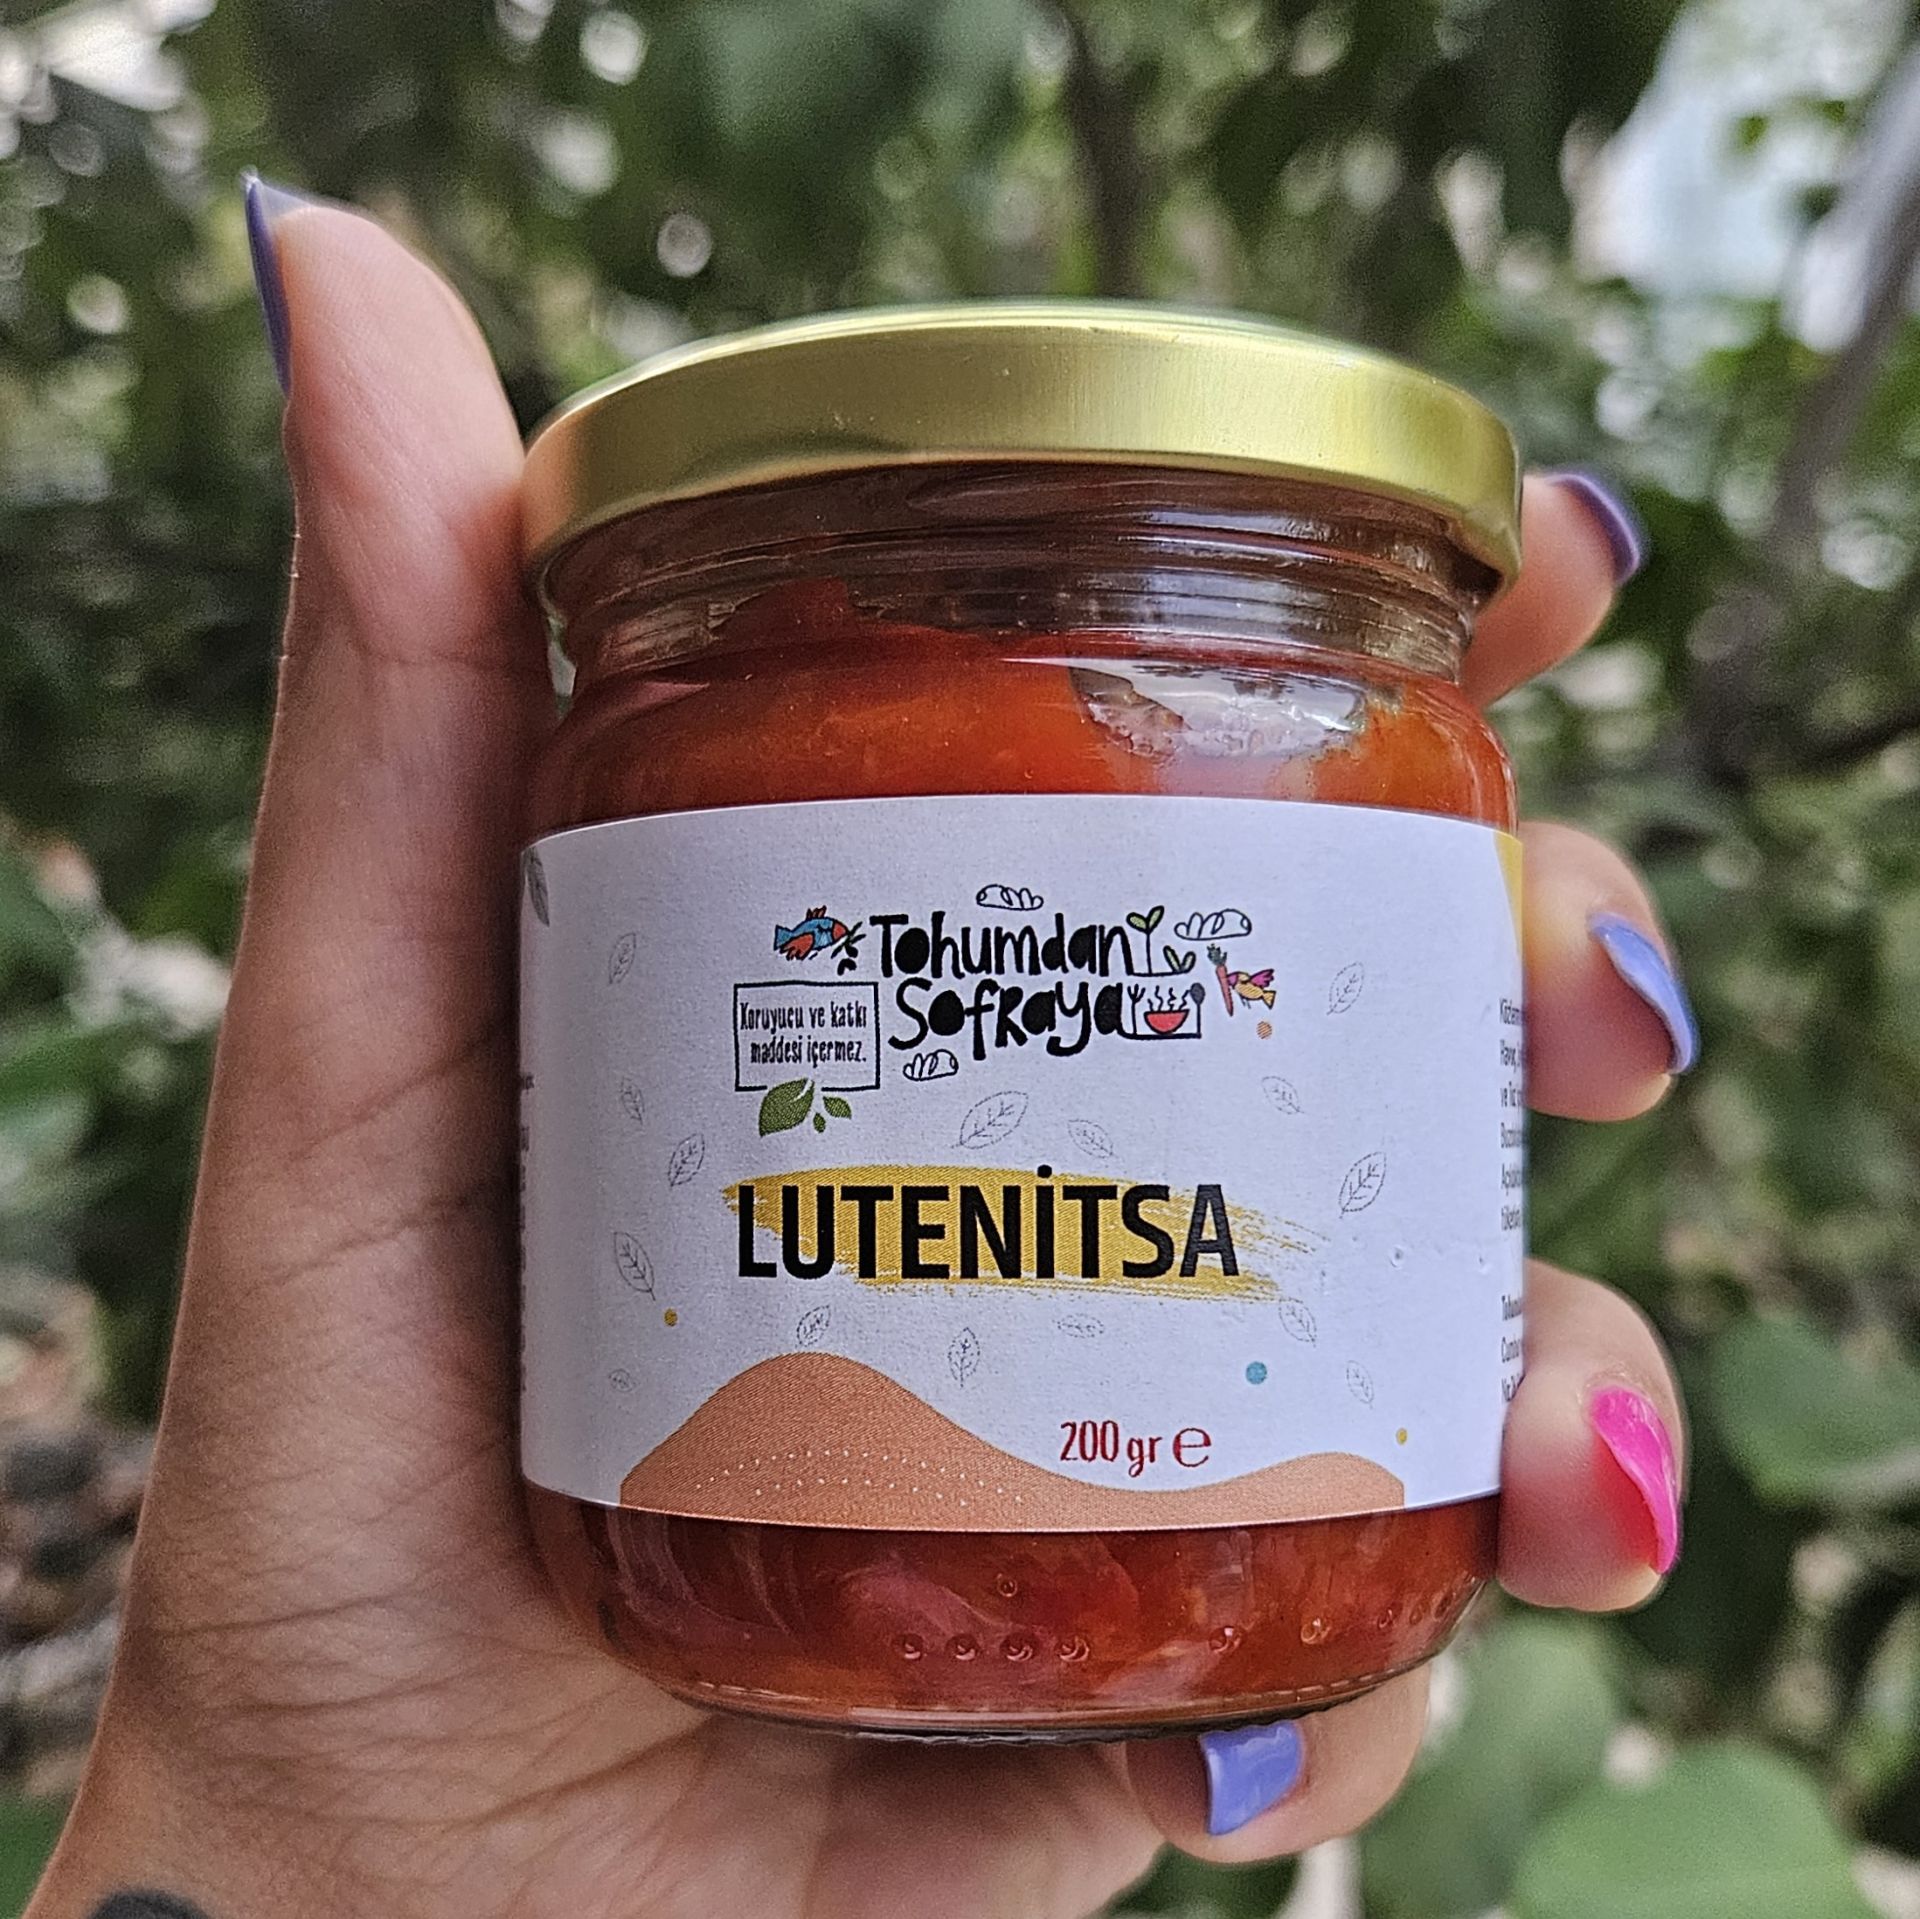 Tohumdan
Sofraya
Koruyucu ve katkı
maddesi içermez.
LUTENİTSA
200 gr ℮